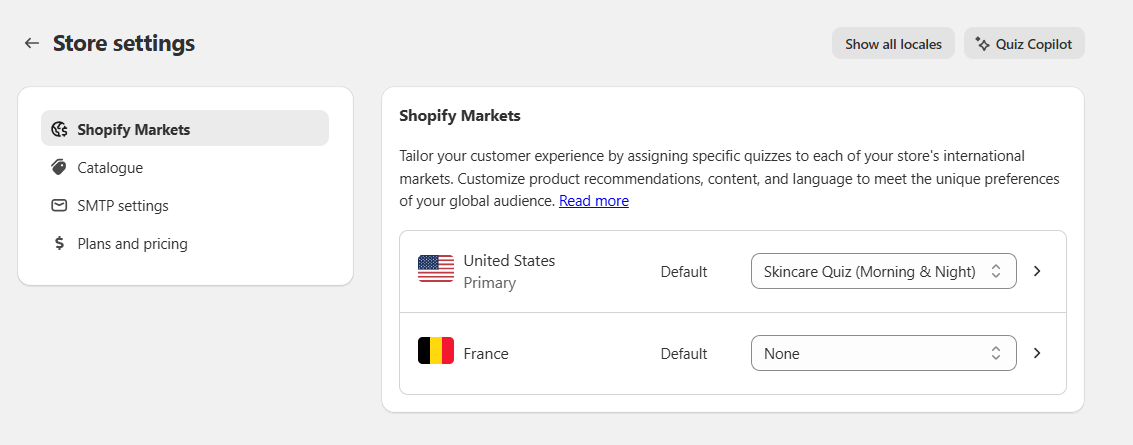 Store settings
Show all locales
Quiz Copilot
Shopify Markets
Catalogue
SMTP settings
Plans and pricing
Shopify Markets
Tailor your customer experience by assigning specific quizzes to each of your store's international
markets. Customize product recommendations, content, and language to meet the unique preferences
of your global audience. Read more
United States
Primary
Default
Skincare Quiz (Morning & Night)
France
Default
None